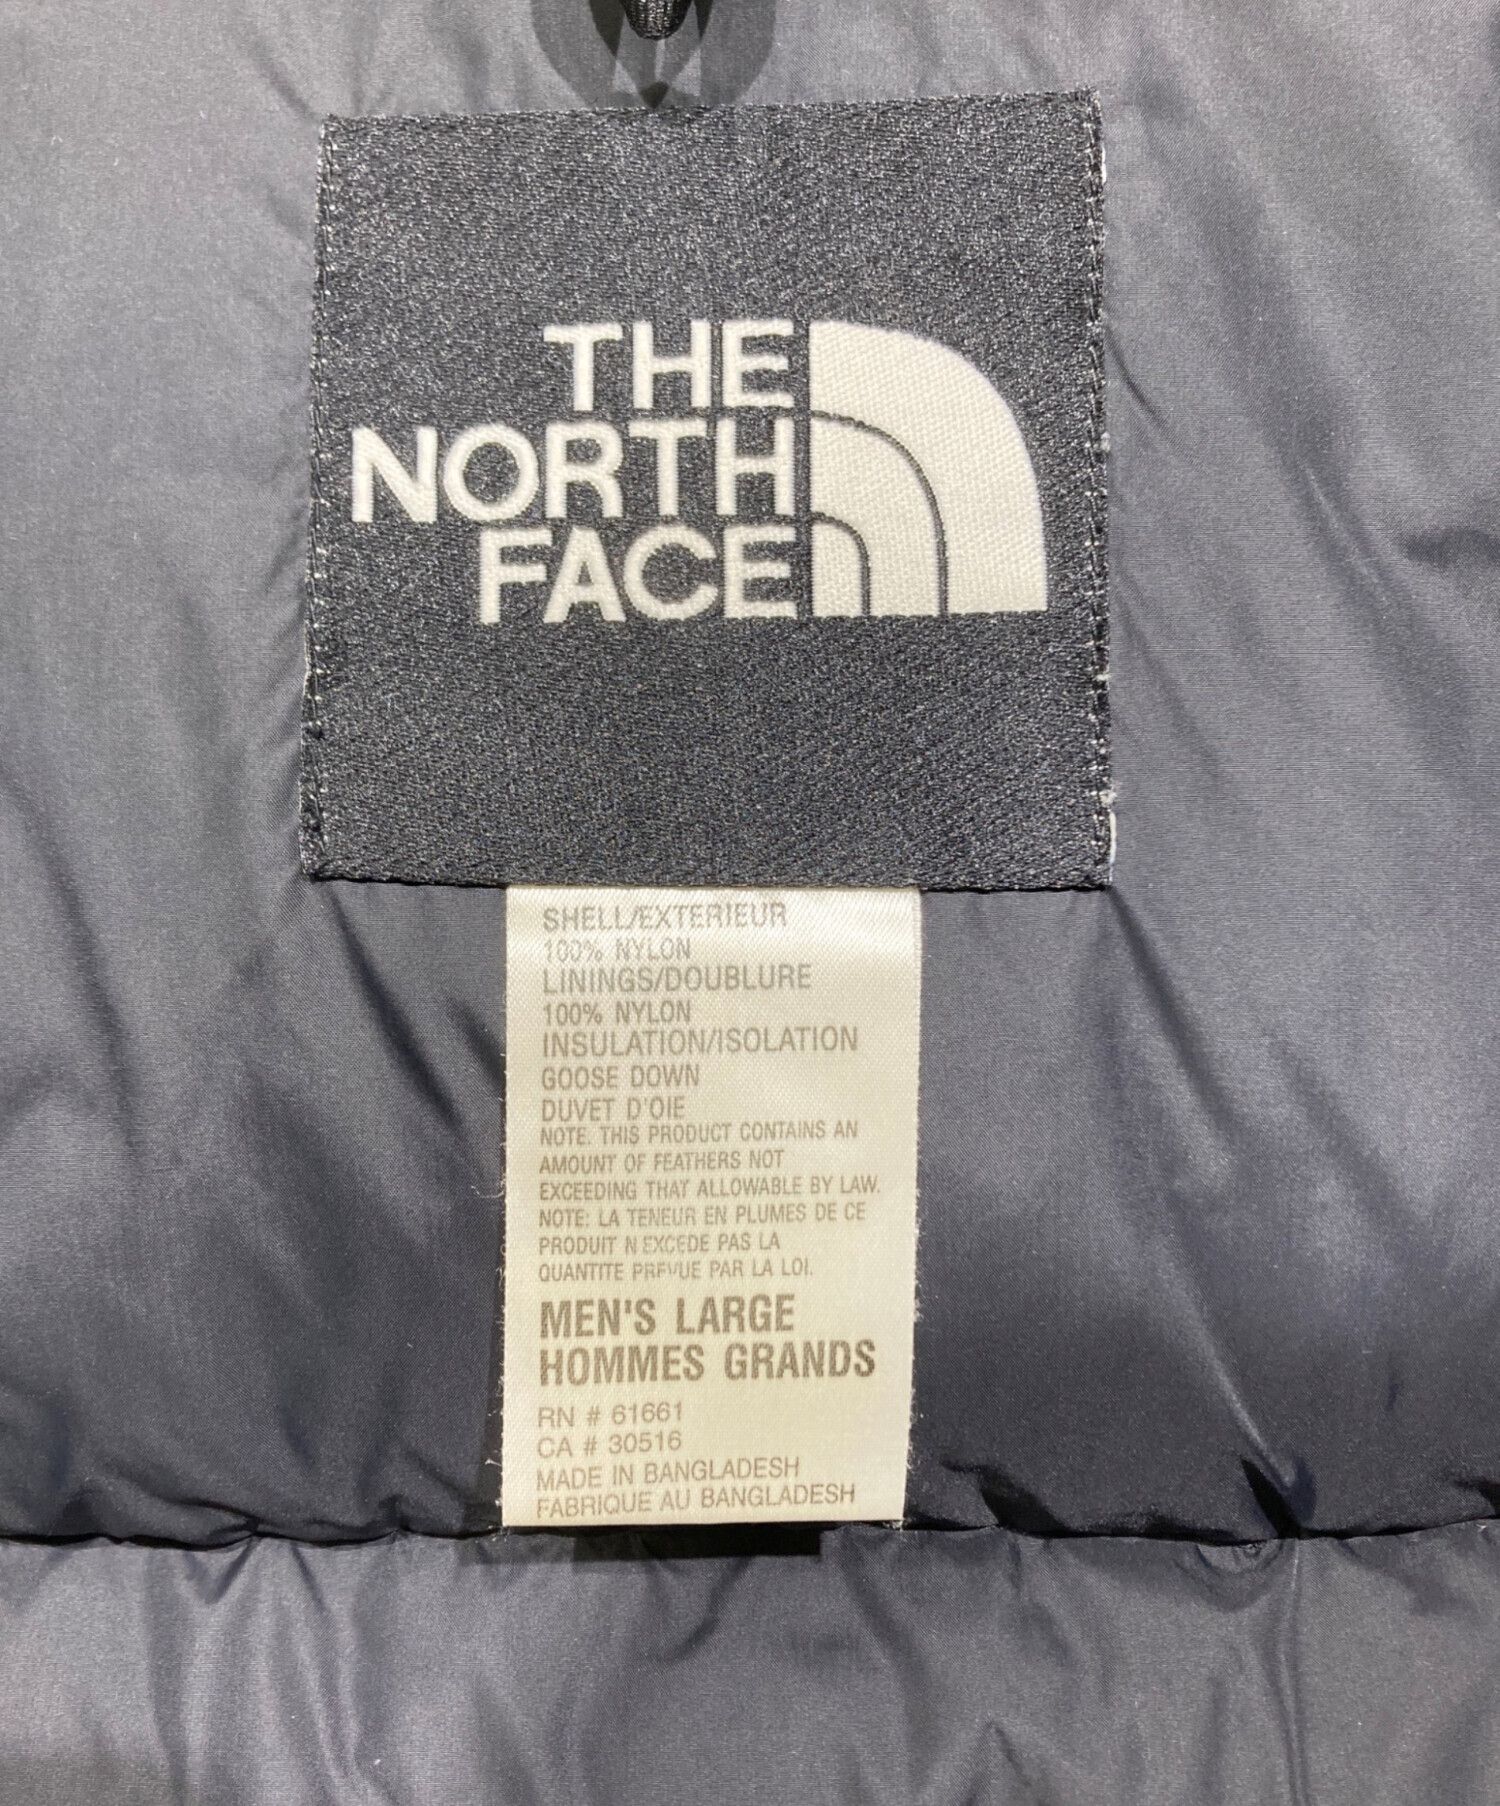 THE
NORTH
FACE
SHELL/EXTERIEUR
100% NYLON
LININGS/DOUBLURE
100% NYLON
INSULATION/ISOLATION
GOOSE DOWN
DUVET D'OIE
NOTE. THIS PRODUCT CONTAINS AN
AMOUNT OF FEATHERS NOT
EXCEEDING THAT ALLOWABLE BY LAW.
NOTE: LA TENEUR EN PLUMES DE CE
PRODUIT N EXCEDE PAS LA
QUANTITE PREVUE PAR LA LOI.
MEN'S LARGE
HOMMES GRANDS
RN # 61661
CA # 30516
MADE IN BANGLADESH
FABRIQUE AU BANGLADESH